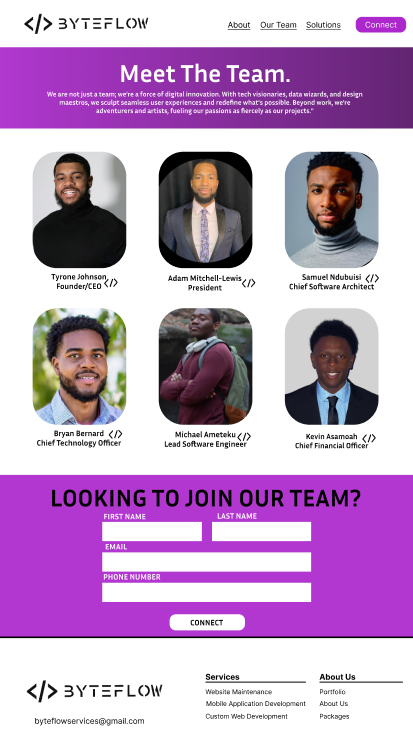 </> BYTEFLOW
About Our Team Solutions Connect
Meet The Team.
We are not just a team; we're a force of digital innovation. With tech visionaries, data wizards, and design
maestros, we sculpt seamless user experiences and redefine what's possible. Beyond work, we're
adventurers and artists, fueling our passions as fiercely as our projects."
Tyrone Johnson
Founder/CEO </>
Adam Mitchell-Lewis
President </>
Samuel Ndubuisi </>
Chief Software Architect
Bryan Bernard </>
Chief Technology Officer
Michael Ameteku </>
Lead Software Engineer
Kevin Asamoah </>
Chief Financial Officer
LOOKING TO JOIN OUR TEAM?
FIRST NAME LAST NAME
EMAIL
PHONE NUMBER
CONNECT
</> BYTEFLOW
byteflowservices@gmail.com
Services
Website Maintenance
Mobile Application Development
Custom Web Development
About Us
Portfolio
About Us
Packages